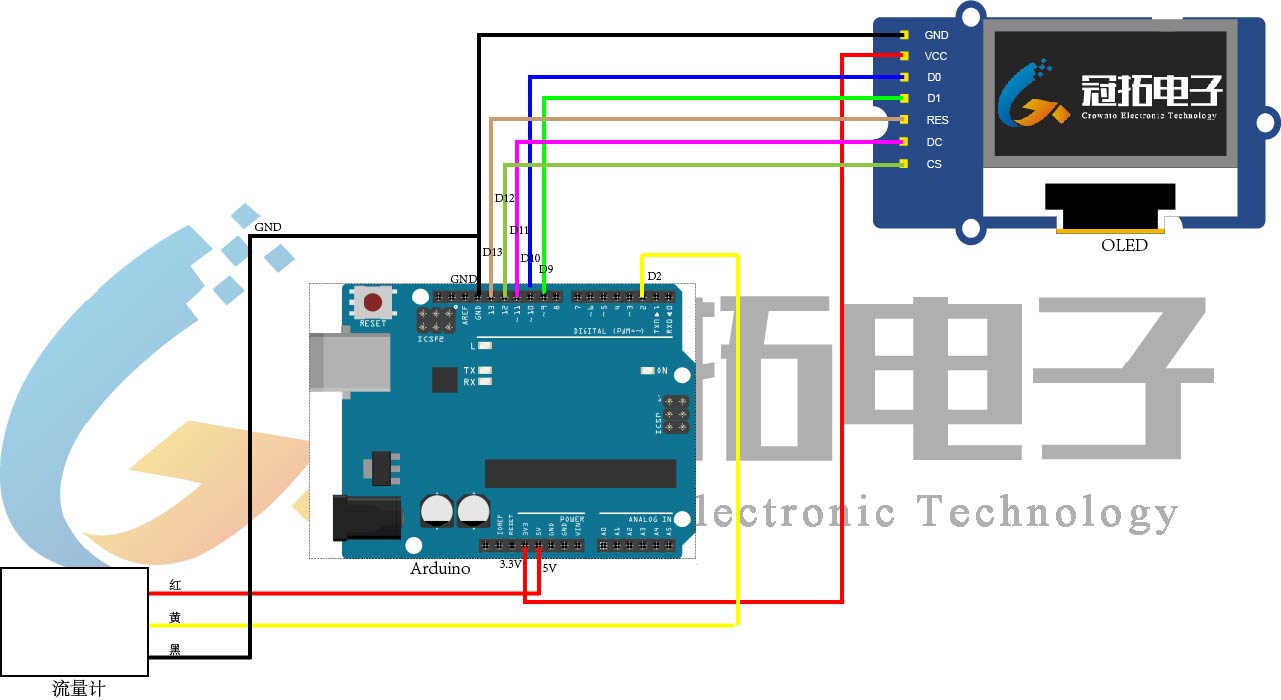 GND
VCC
D0
D1
RES
DC
CS
冠拓电子
Crownto Electronic Technology
OLED
D12
D11
D13
D10
D9
GND
GND
D2
RESET
ICSP2
AREF
GND
13
12
~11
~10
~9
8
7
~6
~5
4
~3
2
TXD▶1
RXD◀0
DIGITAL (PWM=~)
L
TX
RX
ON
1
ICSP
拓电子
lectronic Technology
POWER
ANALOG IN
IOREF
RESET
3V3
5V
GND
GND
VIN
A0
A1
A2
A3
A4
A5
Arduino
3.3V
5V
红
黄
黑
流量计